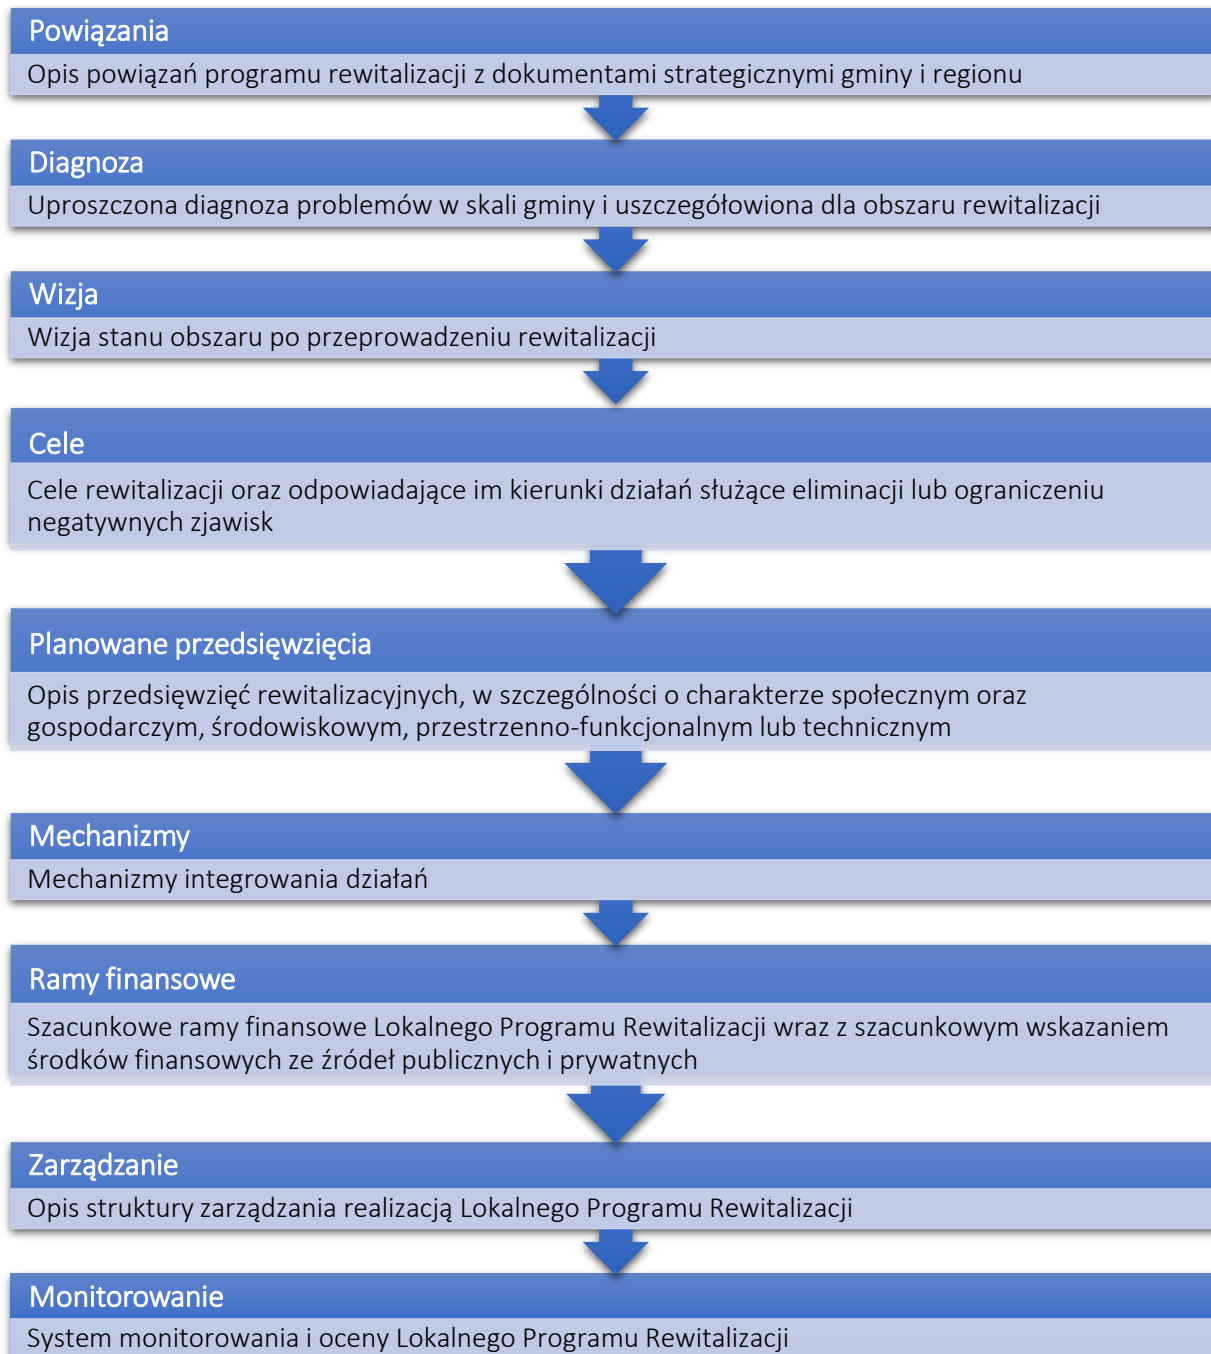 Powiązania
Opis powiązań programu rewitalizacji z dokumentami strategicznymi gminy i regionu
Diagnoza
Uproszczona diagnoza problemów w skali gminy i uszczegółowiona dla obszaru rewitalizacji
Wizja
Wizja stanu obszaru po przeprowadzeniu rewitalizacji
Cele
Cele rewitalizacji oraz odpowiadające im kierunki działań służące eliminacji lub ograniczeniu
negatywnych zjawisk
Planowane przedsięwzięcia
Opis przedsięwzięć rewitalizacyjnych, w szczególności o charakterze społecznym oraz
gospodarczym, środowiskowym, przestrzenno-funkcjonalnym lub technicznym
Mechanizmy
Mechanizmy integrowania działań
Ramy finansowe
Szacunkowe ramy finansowe Lokalnego Programu Rewitalizacji wraz z szacunkowym wskazaniem
środków finansowych ze źródeł publicznych i prywatnych
Zarządzanie
Opis struktury zarządzania realizacją Lokalnego Programu Rewitalizacji
Monitorowanie
System monitorowania i oceny Lokalnego Programu Rewitalizacji